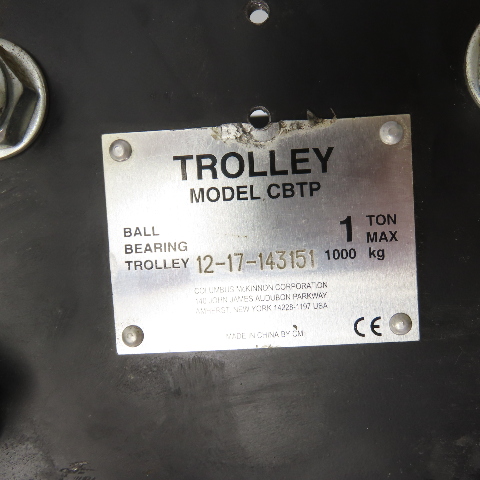 TROLLEY
MODEL CBTP
BALL
BEARING
TROLLEY 12-17-143151
1 TON
MAX
1000 kg
COLUMBUS McKINNON CORPORATION
140 JOHN JAMES AUDUBON PARKWAY
AMHERST, NEW YORK 14228-1197 USA
MADE IN CHINA BY CM
CE